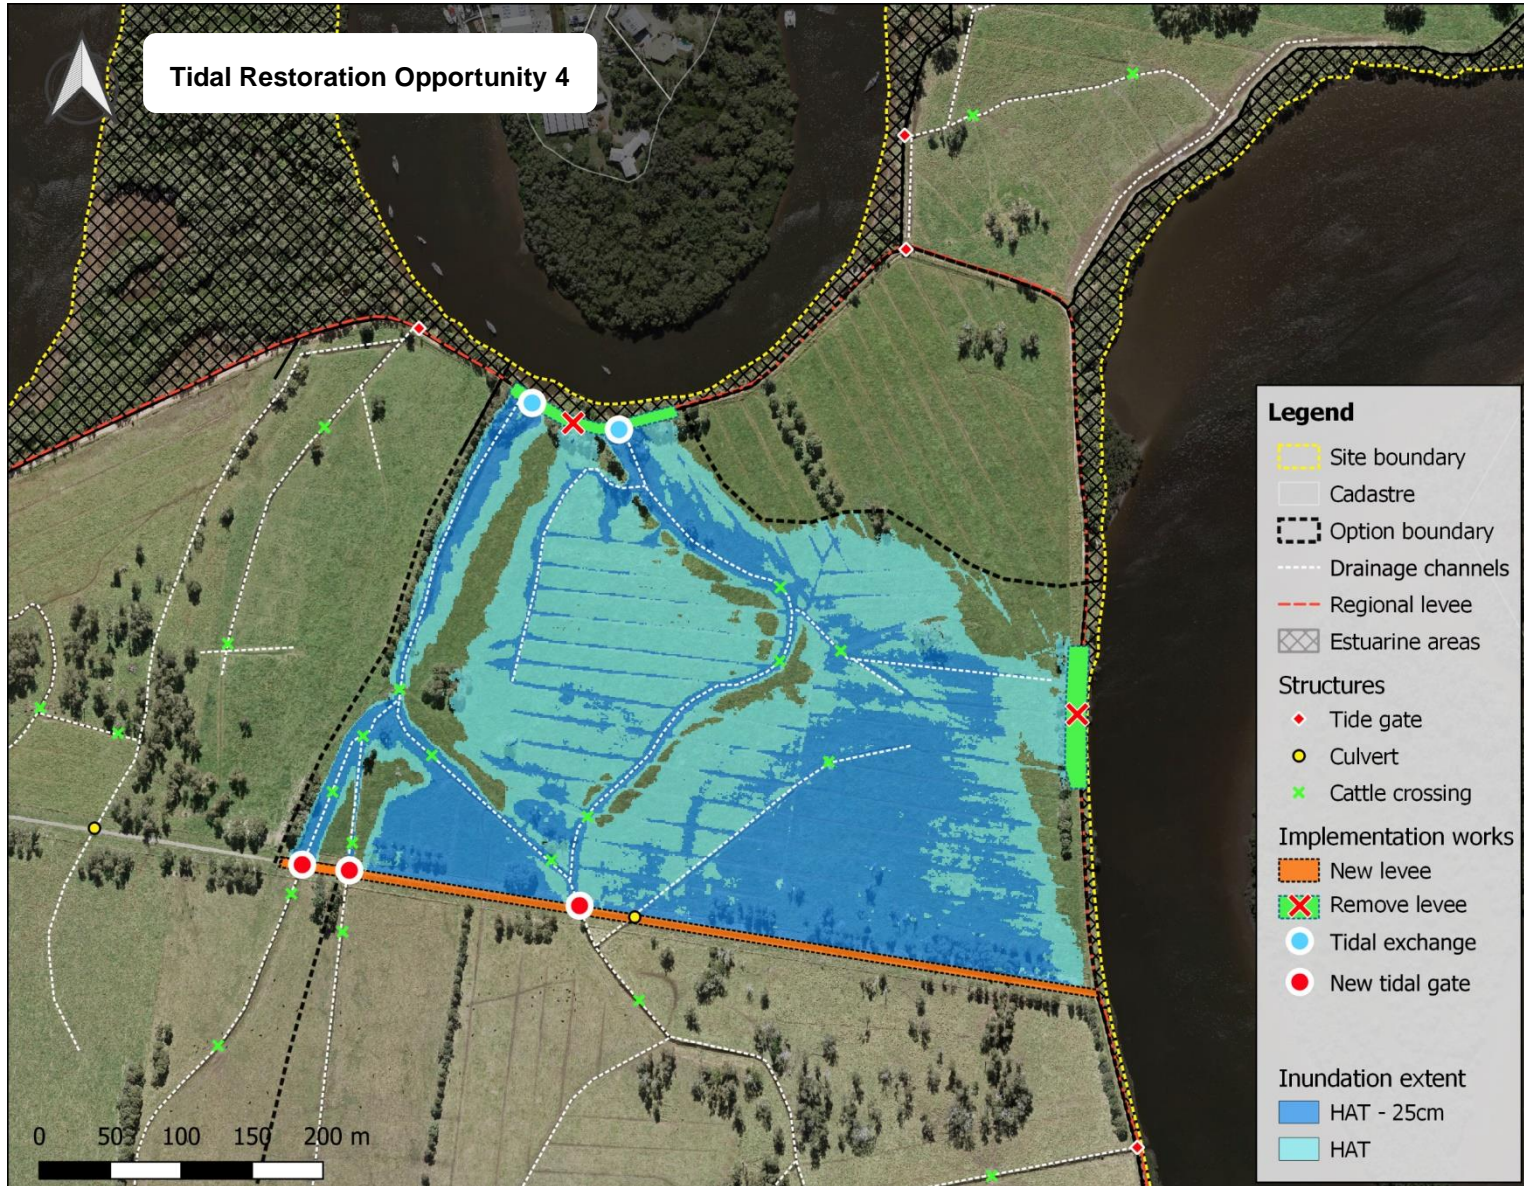 Tidal Restoration Opportunity 4
Legend
Site boundary
Cadastre
Option boundary
Drainage channels
Regional levee
Estuarine areas
Structures
Tide gate
Culvert
Cattle crossing
Implementation works
New levee
Remove levee
Tidal exchange
New tidal gate
Inundation extent
HAT - 25cm
HAT
0 50 100 150 200 m